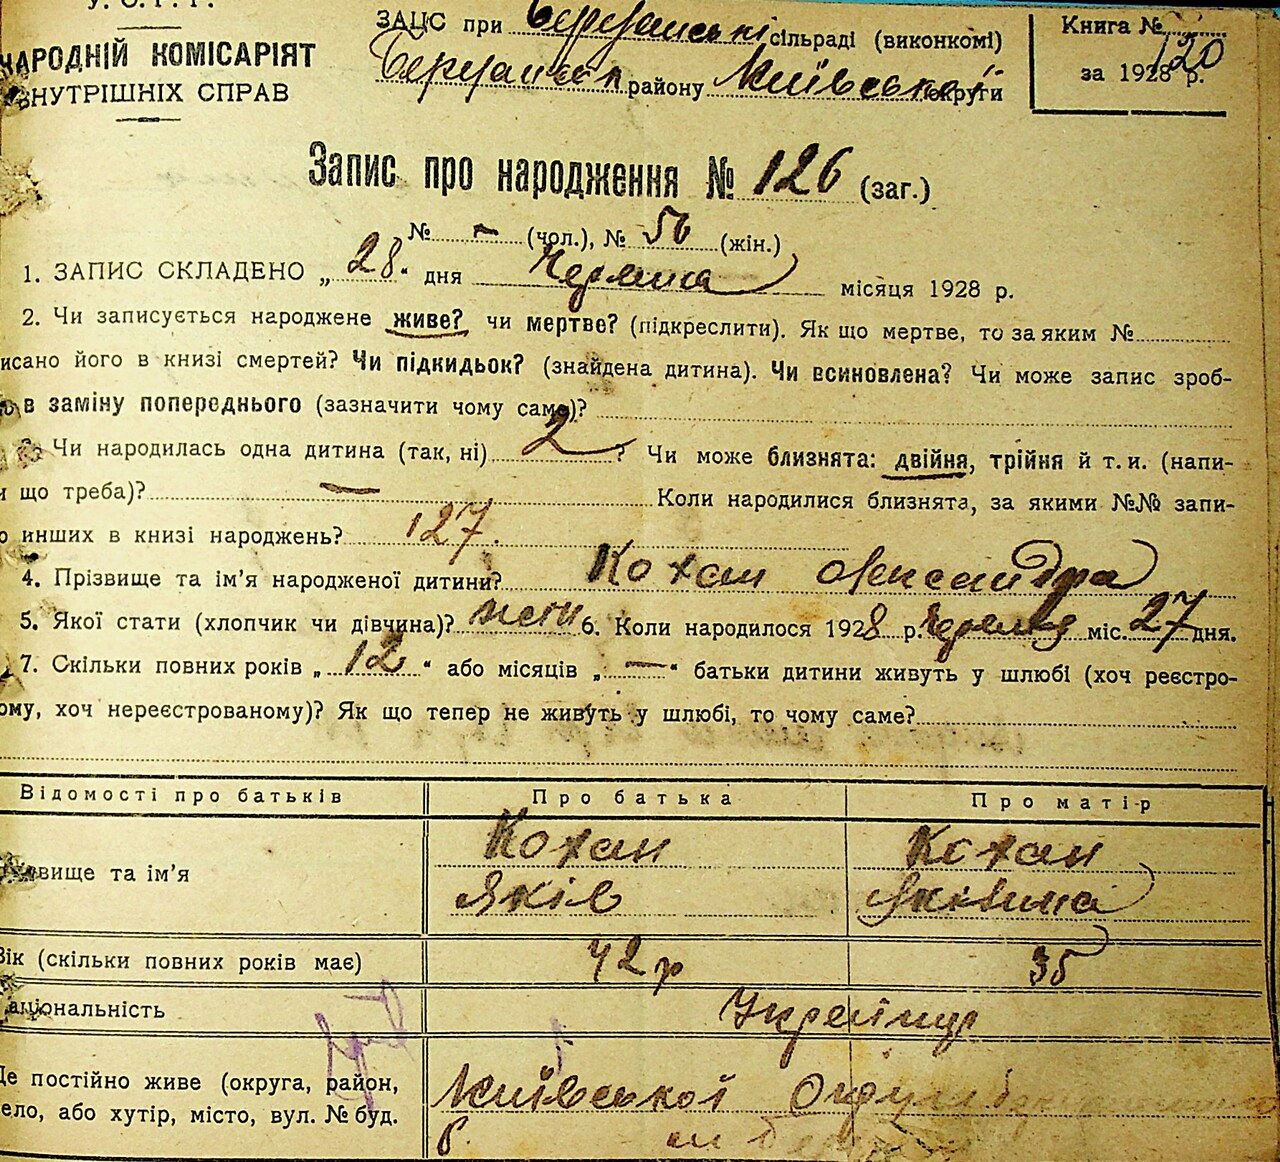 У. С. Р. Р.
НАРОДНІЙ КОМІСАРІЯТ
ВНУТРІШНІХ СПРАВ
ЗАЦС при сільраді (виконкомі)
району Київської округи
Книга №
120
за 1928 р.
Запис про народження № 126 (заг.)
№ - (чол.), № 56 (жін.)
1. ЗАПИС СКЛАДЕНО „28“ дня Червня місяця 1928 р.
2. Чи записується народжене живе? чи мертве? (підкреслити). Як що мертве, то за яким №
исано його в книзі смертей? Чи підкидьок? (знайдена дитина). Чи всиновлена? Чи може запис зроб-
в заміну попереднього (зазначити чому саме)?
3. Чи народилась одна дитина (так, ні) 2? Чи може близнята: двійня, трійня й т. и. (напи-
и що треба)? — Коли народилися близнята, за якими №№ запи-
о инших в книзі народжень? 127.
4. Прізвище та ім’я народженої дитини? Кохан Олександра
5. Якої стати (хлопчик чи дівчина)? 6. Коли народилося 1928 р. Червня міс. 27 дня.
7. Скільки повних років „12“ або місяців „—“ батьки дитини живуть у шлюбі (хоч реєстро-
ому, хоч нереєстрованому)? Як що тепер не живуть у шлюбі, то чому саме?
Відомості про батьків Про батька Про матір
вище та ім’я Кохан Кохан
Яків Яквина
Вік (скільки повних років має) 42 р 35
аціональність Українці
Де постійно живе (округа, район, Київської Округи
ело, або хутір, місто, вул. № буд.